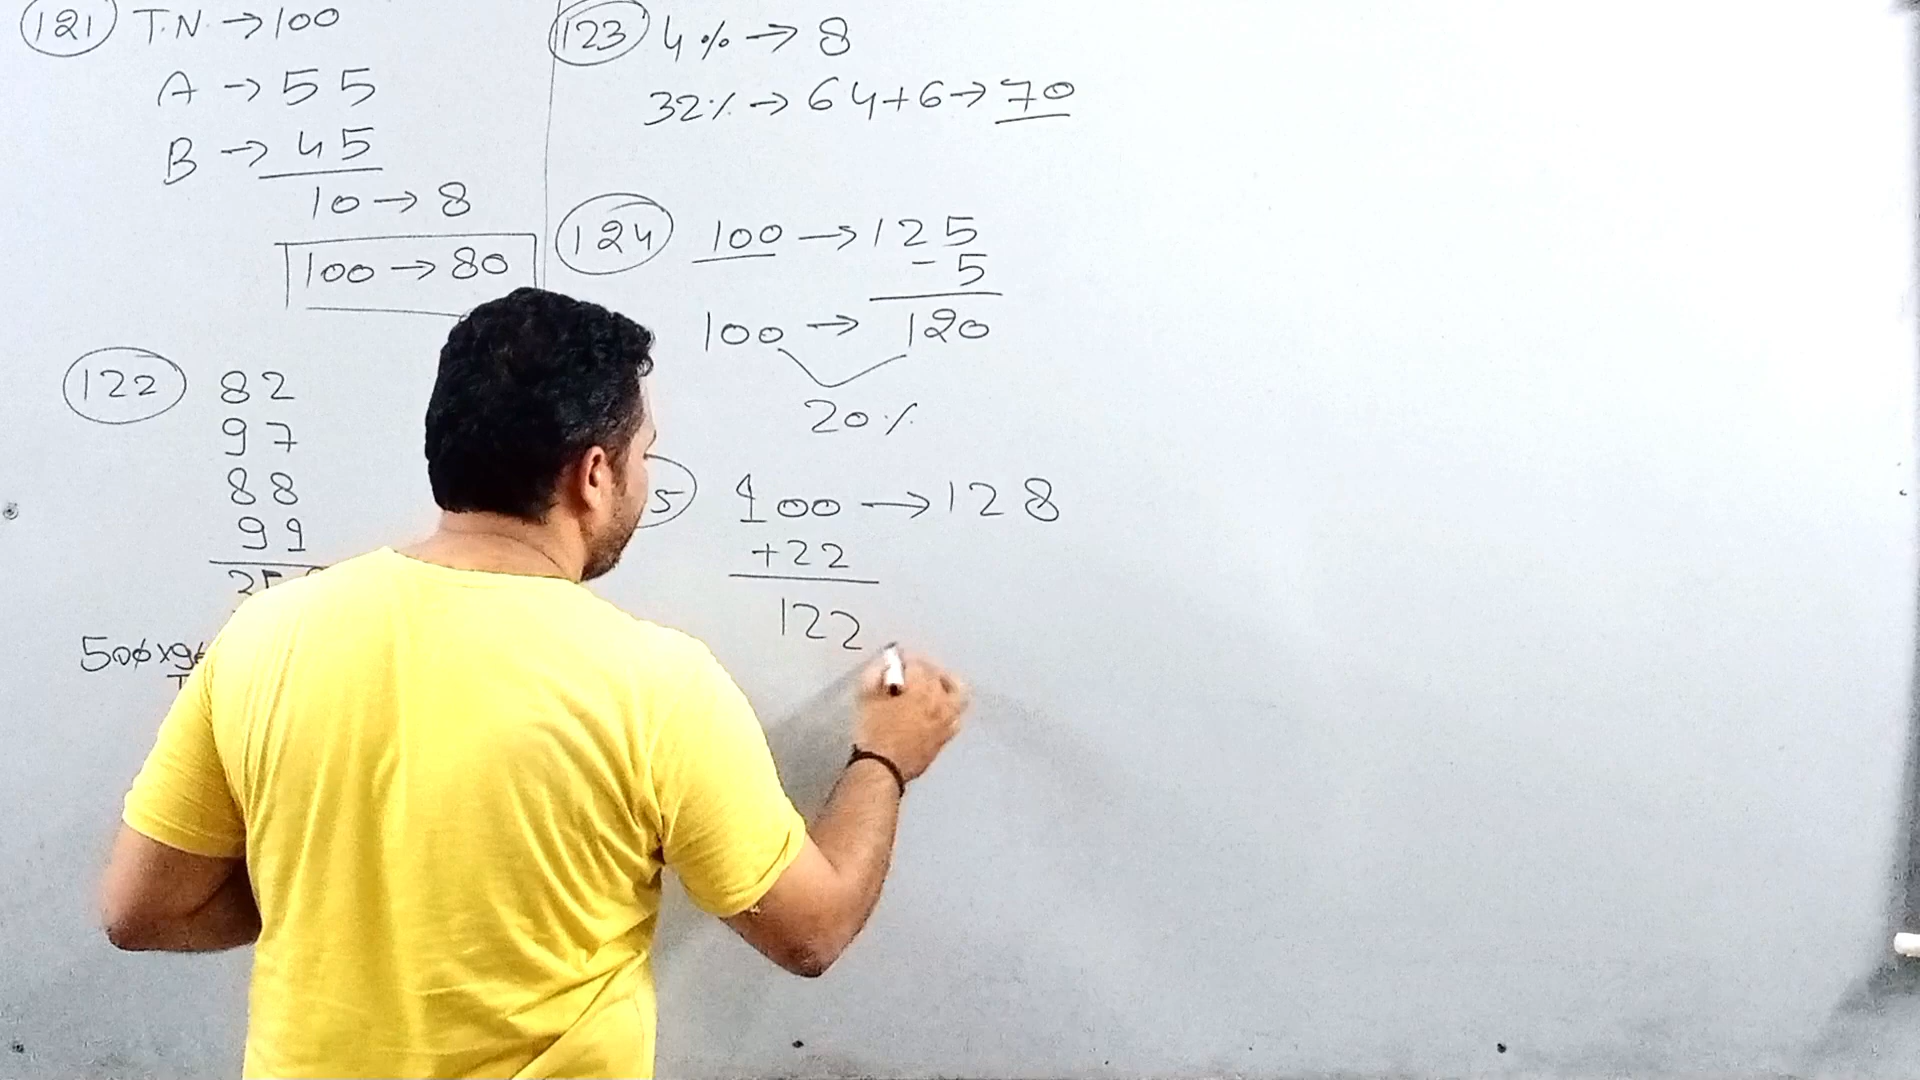 121 T.N. → 100
A → 55
B → 45
10 → 8
100 → 80
122 82
97
88
99
123 4% → 8
32% → 64+6 → 70
124 100 → 125
- 5
100 → 120
20%
100 → 128
+22
122